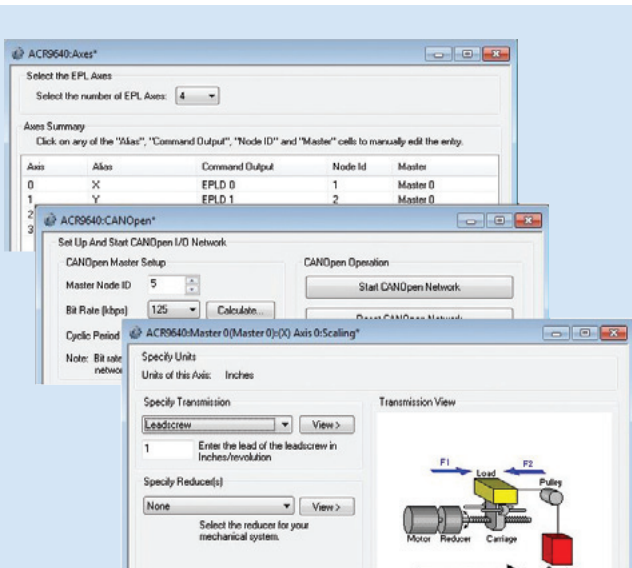 ACR9640:Axes*
Select the EPL Axes
Select the number of EPL Axes: 4
Axes Summary
Click on any of the "Alias", "Command Output", "Node ID" and "Master" cells to manually edit the entry.
Axis Alias Command Output Node Id Master
0 X EPLD 0 1 Master 0
1 Y EPLD 1 2 Master 0
2
3
ACR9640:CANOpen*
Set Up And Start CANOpen I/O Network
CANOpen Master Setup
CANOpen Operation
Master Node ID 5
Start CANOpen Network
Bit Rate (kbps) 125 Calculate...
CANOpen Network
Cyclic Period
Note: Bit rate
ACR9640:Master 0(Master 0):(X) Axis 0:Scaling*
Specify Units
Units of this Axis: Inches
Specify Transmission
Leadscrew View >
1 Enter the lead of the leadscrew in
Inches/revolution
Specify Reducer(s)
None View >
Select the reducer for your
mechanical system.
Transmission View
F1 F2
Load
Pulley
Motor Reducer Carriage